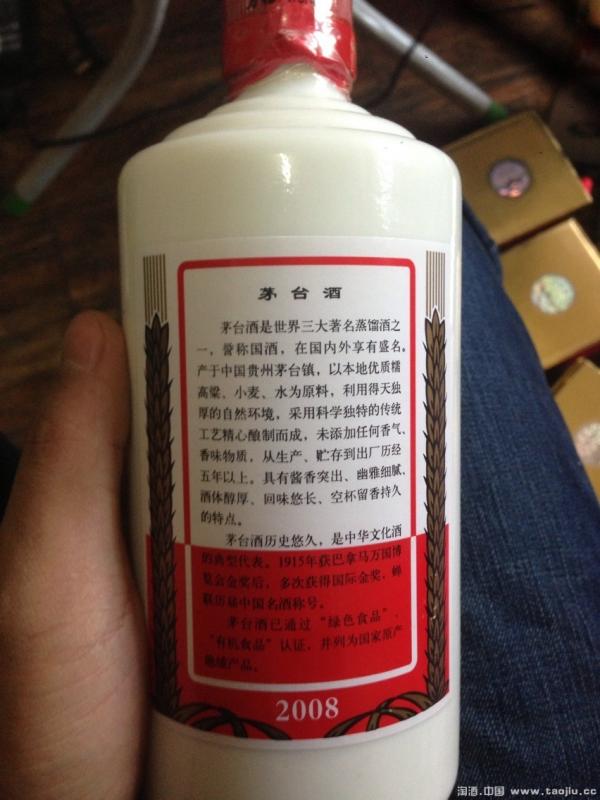 茅台酒
茅台酒是世界三大著名蒸馏酒之
一，誉称国酒，在国内外享有盛名。
产于中国贵州茅台镇，以本地优质糯
高粱、小麦、水为原料，利用得天独
厚的自然环境，采用科学独特的传统
工艺精心酿制而成，未添加任何香气、
香味物质，从生产、贮存到出厂历经
五年以上。具有酱香突出、幽雅细腻、
酒体醇厚、回味悠长、空杯留香持久
的特点。
茅台酒历史悠久，是中华文化酒
的典型代表。1915年获巴拿马万国博
览会金奖后，多次获得国际金奖，蝉
联历届中国名酒称号。
茅台酒已通过“绿色食品”、
“有机食品”认证，并列为国家原产
地域产品。
2008
淘酒.中国 www.taojiu.cc